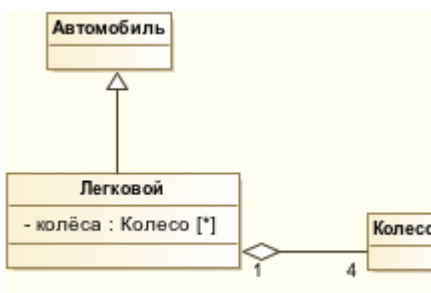 Автомобиль
Легковой
- колёса : Колесо [*]
Колесо
1
4